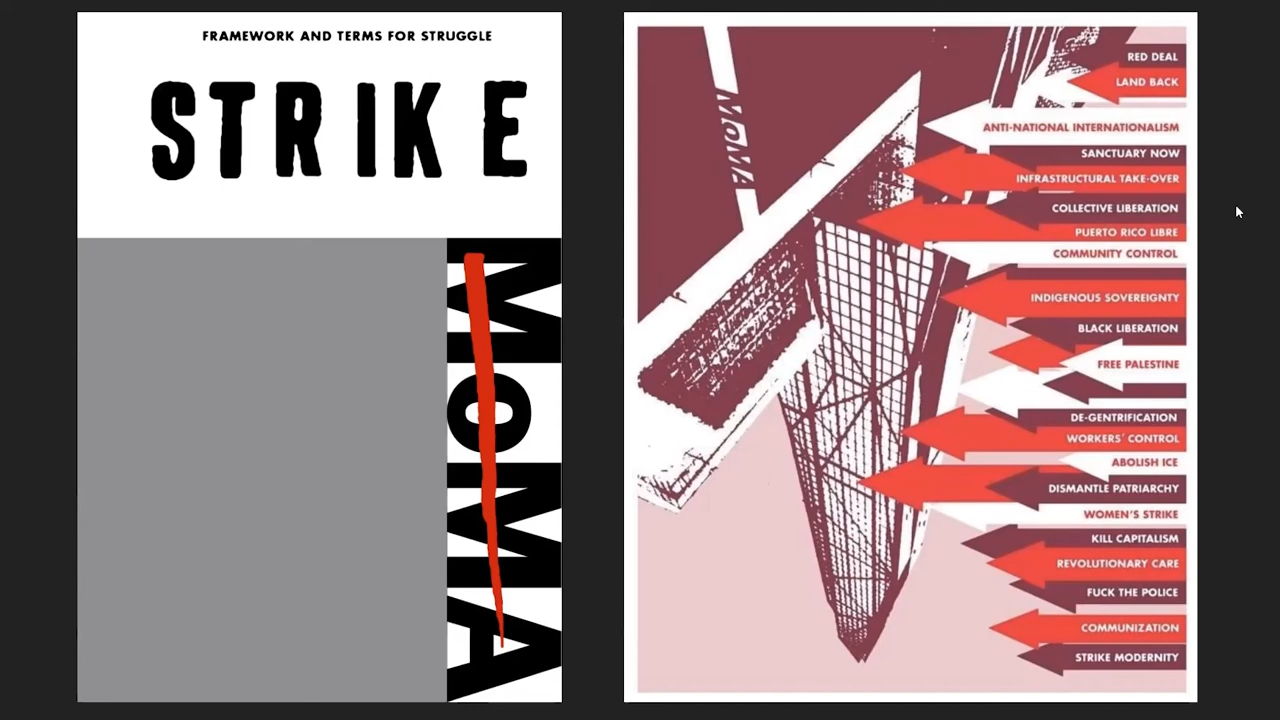 FRAMEWORK AND TERMS FOR STRUGGLE
STRIKE
MoMA
MoMA
RED DEAL
LAND BACK
ANTI-NATIONAL INTERNATIONALISM
SANCTUARY NOW
INFRASTRUCTURAL TAKE-OVER
COLLECTIVE LIBERATION
PUERTO RICO LIBRE
COMMUNITY CONTROL
INDIGENOUS SOVEREIGNTY
BLACK LIBERATION
FREE PALESTINE
DE-GENTRIFICATION
WORKERS' CONTROL
ABOLISH ICE
DISMANTLE PATRIARCHY
WOMEN'S STRIKE
KILL CAPITALISM
REVOLUTIONARY CARE
FUCK THE POLICE
COMMUNIZATION
STRIKE MODERNITY